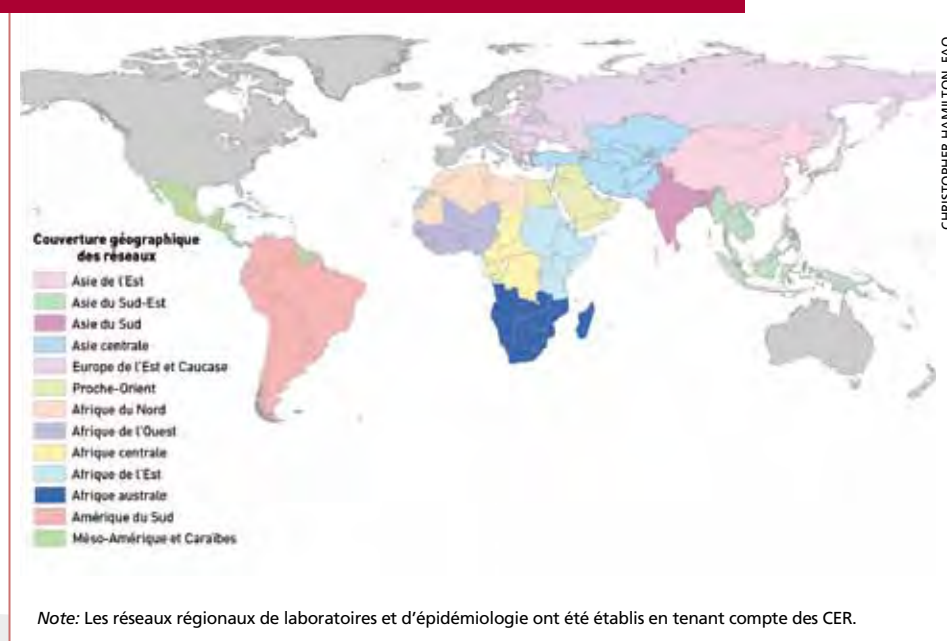 CHRISTOPHER HAMILTON, FAO
Couverture géographique
des réseaux
Asie de l'Est
Asie du Sud-Est
Asie du Sud
Asie centrale
Europe de l'Est et Caucase
Proche-Orient
Afrique du Nord
Afrique de l'Ouest
Afrique centrale
Afrique de l'Est
Afrique australe
Amérique du Sud
Méso-Amérique et Caraïbes
Note: Les réseaux régionaux de laboratoires et d'épidémiologie ont été établis en tenant compte des CER.